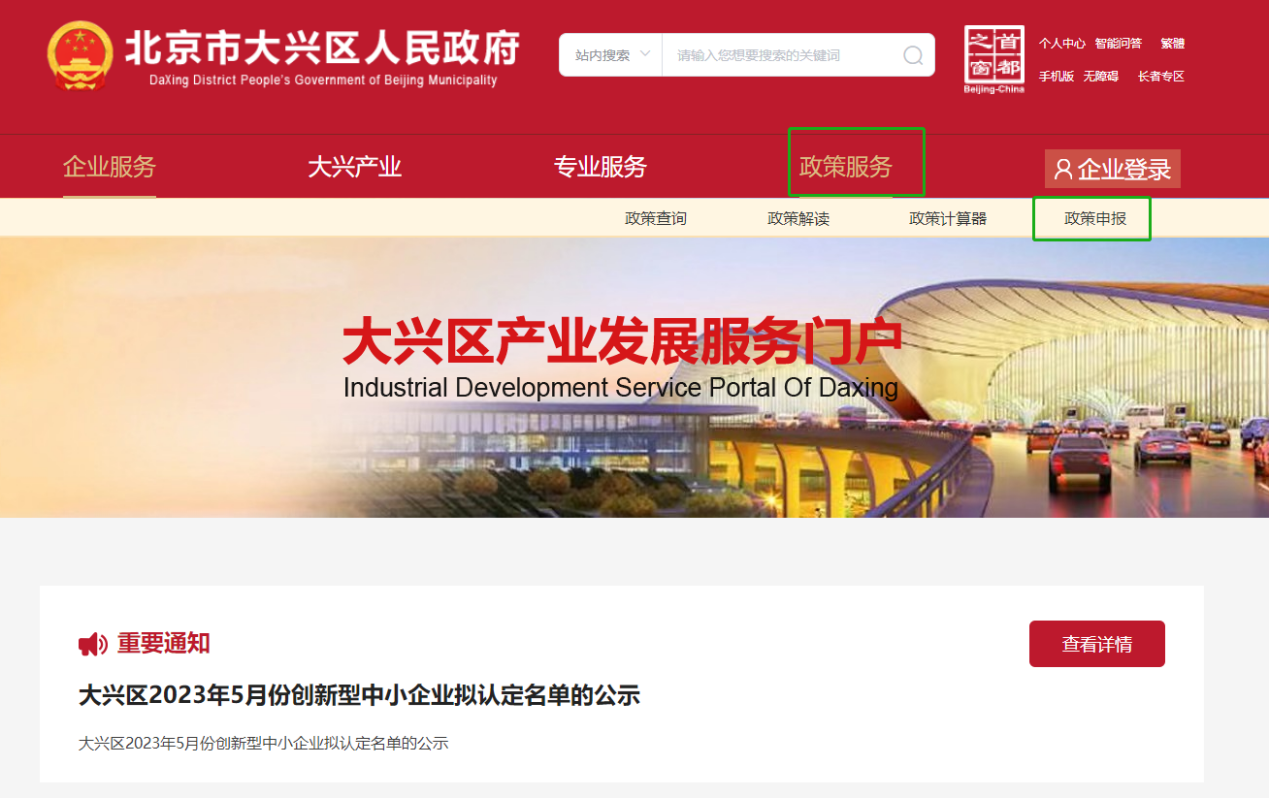 北京市大兴区人民政府
DaXing District People's Government of Beijing Municipality
站内搜索 请输入您想要搜索的关键词
首都之窗
Beijing-China
个人中心 智能问答 繁體
手机版 无障碍 长者专区
企业服务 大兴产业 专业服务 政策服务 企业登录
政策查询 政策解读 政策计算器 政策申报
大兴区产业发展服务门户
Industrial Development Service Portal Of Daxing
重要通知
查看详情
大兴区2023年5月份创新型中小企业拟认定名单的公示
大兴区2023年5月份创新型中小企业拟认定名单的公示